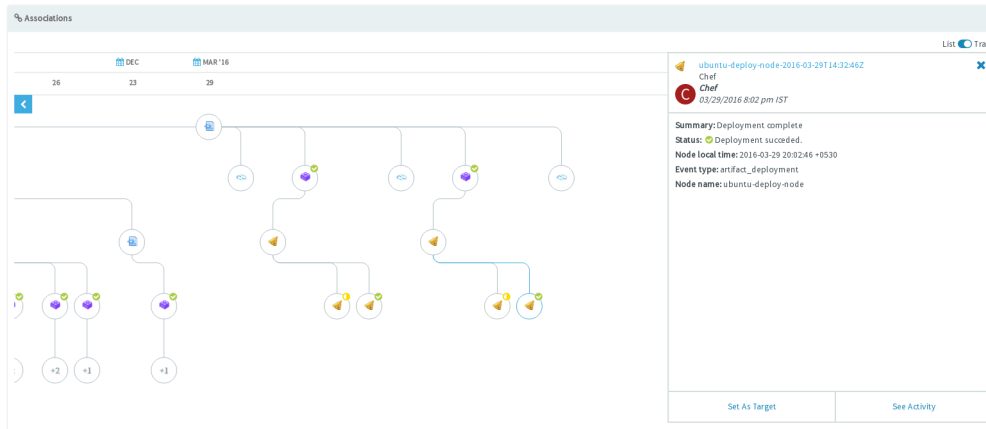 Associations
List Tra
DEC MAR '16
26 23 29
ubuntu-deploy-node-2016-03-29T14:32:46Z
Chef
C Chef
03/29/2016 8:02 pm IST
Summary: Deployment complete
Status: Deployment succeded.
Node local time: 2016-03-29 20:02:46 +0530
Event type: artifact_deployment
Node name: ubuntu-deploy-node
+2 +1 +1
Set As Target See Activity